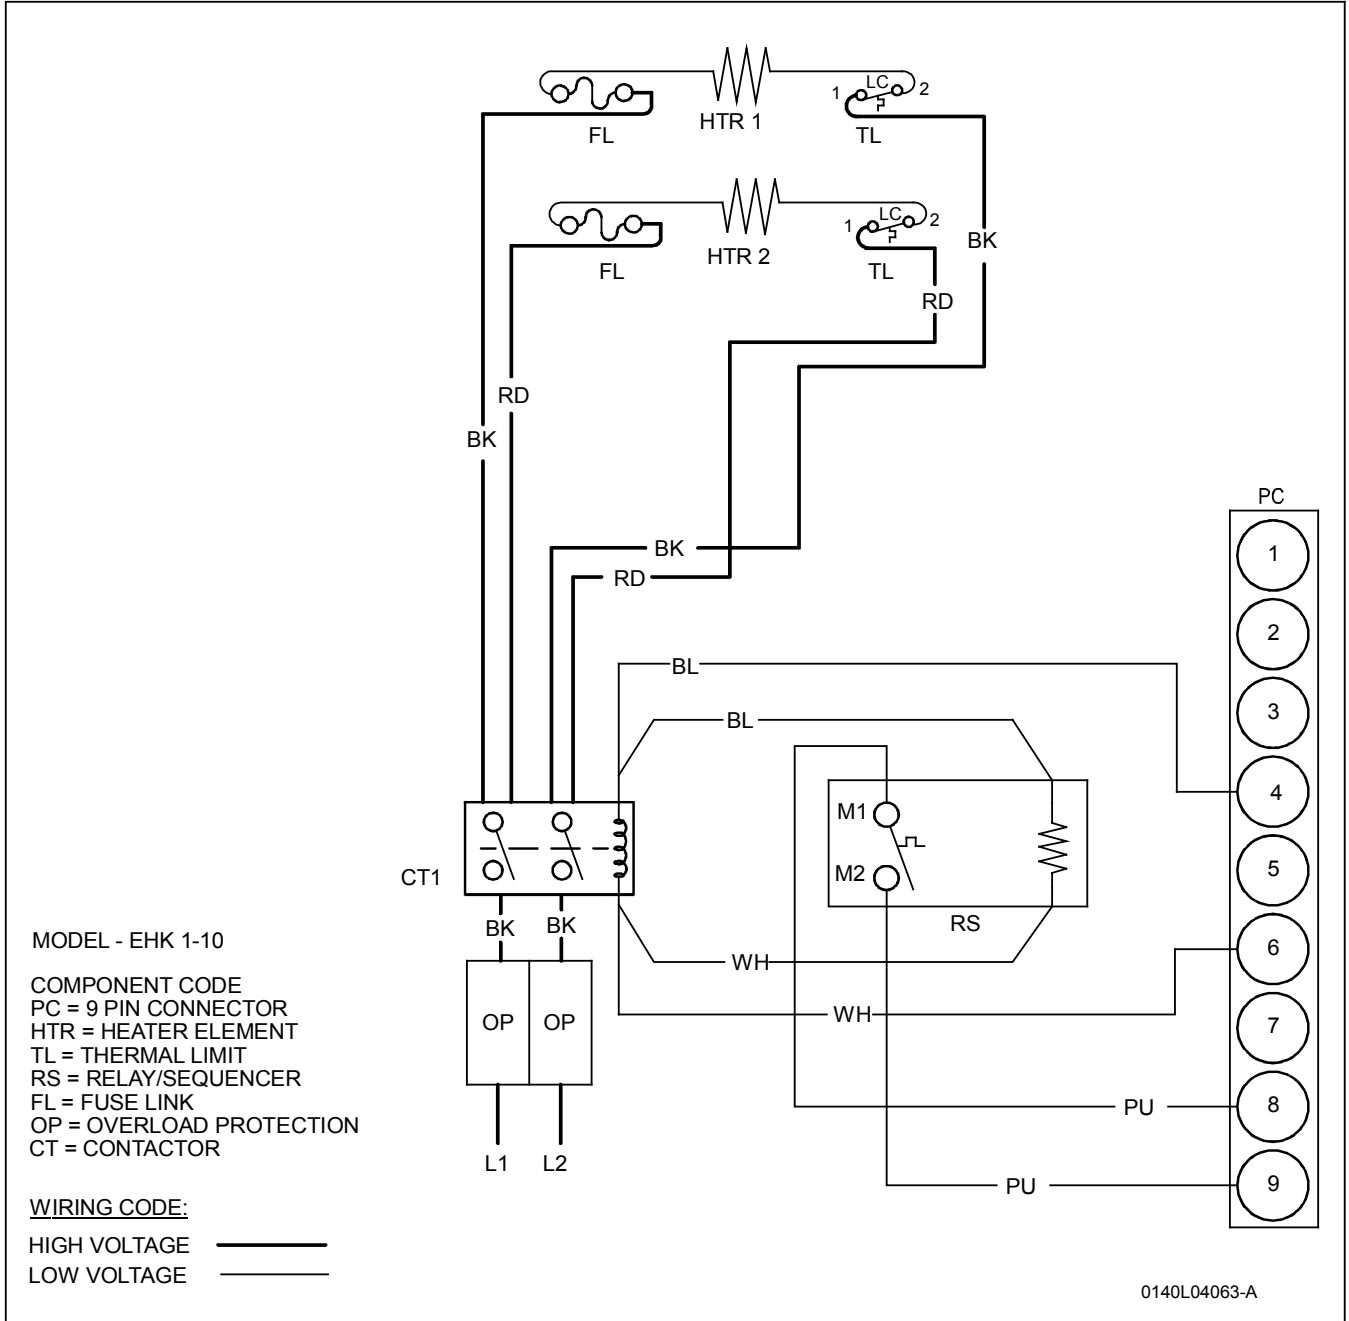 LC
1
2
HTR 1
FL
TL
LC
1
2
HTR 2
BK
FL
TL
RD
RD
BK
PC
BK
1
RD
2
BL
3
BL
4
M1
M2
5
CT1
RS
BK
BK
MODEL - EHK 1-10
6
WH
COMPONENT CODE
PC = 9 PIN CONNECTOR
HTR = HEATER ELEMENT
TL = THERMAL LIMIT
RS = RELAY/SEQUENCER
FL = FUSE LINK
OP = OVERLOAD PROTECTION
CT = CONTACTOR
OP
OP
WH
7
PU
8
L1
L2
PU
9
WIRING CODE:
HIGH VOLTAGE
LOW VOLTAGE
0140L04063-A